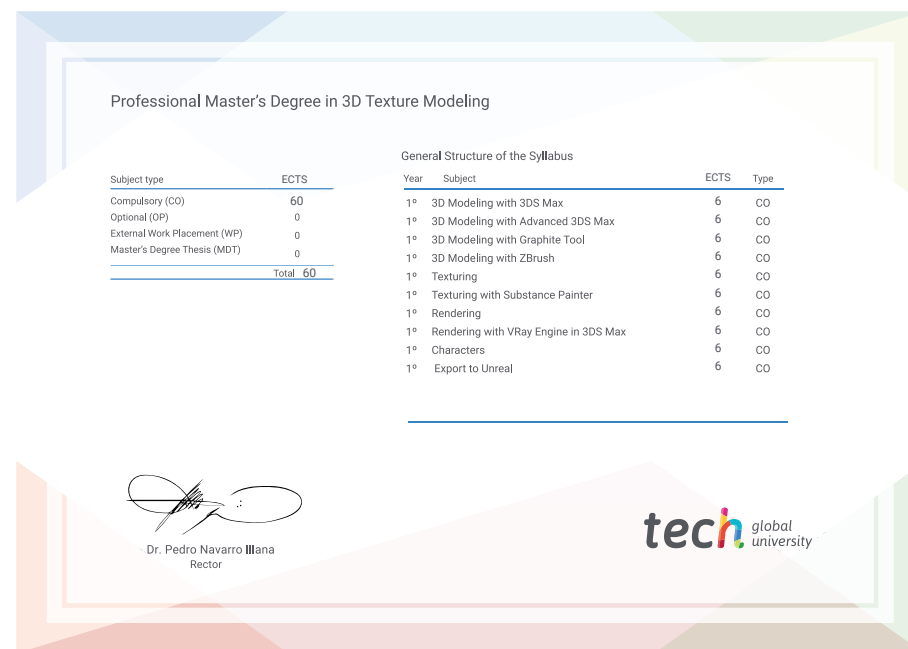 Professional Master's Degree in 3D Texture Modeling
Subject type ECTS
Compulsory (CO) 60
Optional (OP) 0
External Work Placement (WP) 0
Master's Degree Thesis (MDT) 0
Total 60
General Structure of the Syllabus
Year Subject ECTS Type
1º 3D Modeling with 3DS Max 6 CO
1º 3D Modeling with Advanced 3DS Max 6 CO
1º 3D Modeling with Graphite Tool 6 CO
1º 3D Modeling with ZBrush 6 CO
1º Texturing 6 CO
1º Texturing with Substance Painter 6 CO
1º Rendering 6 CO
1º Rendering with VRay Engine in 3DS Max 6 CO
1º Characters 6 CO
1º Export to Unreal 6 CO
Dr. Pedro Navarro Illana
Rector
tech global
university